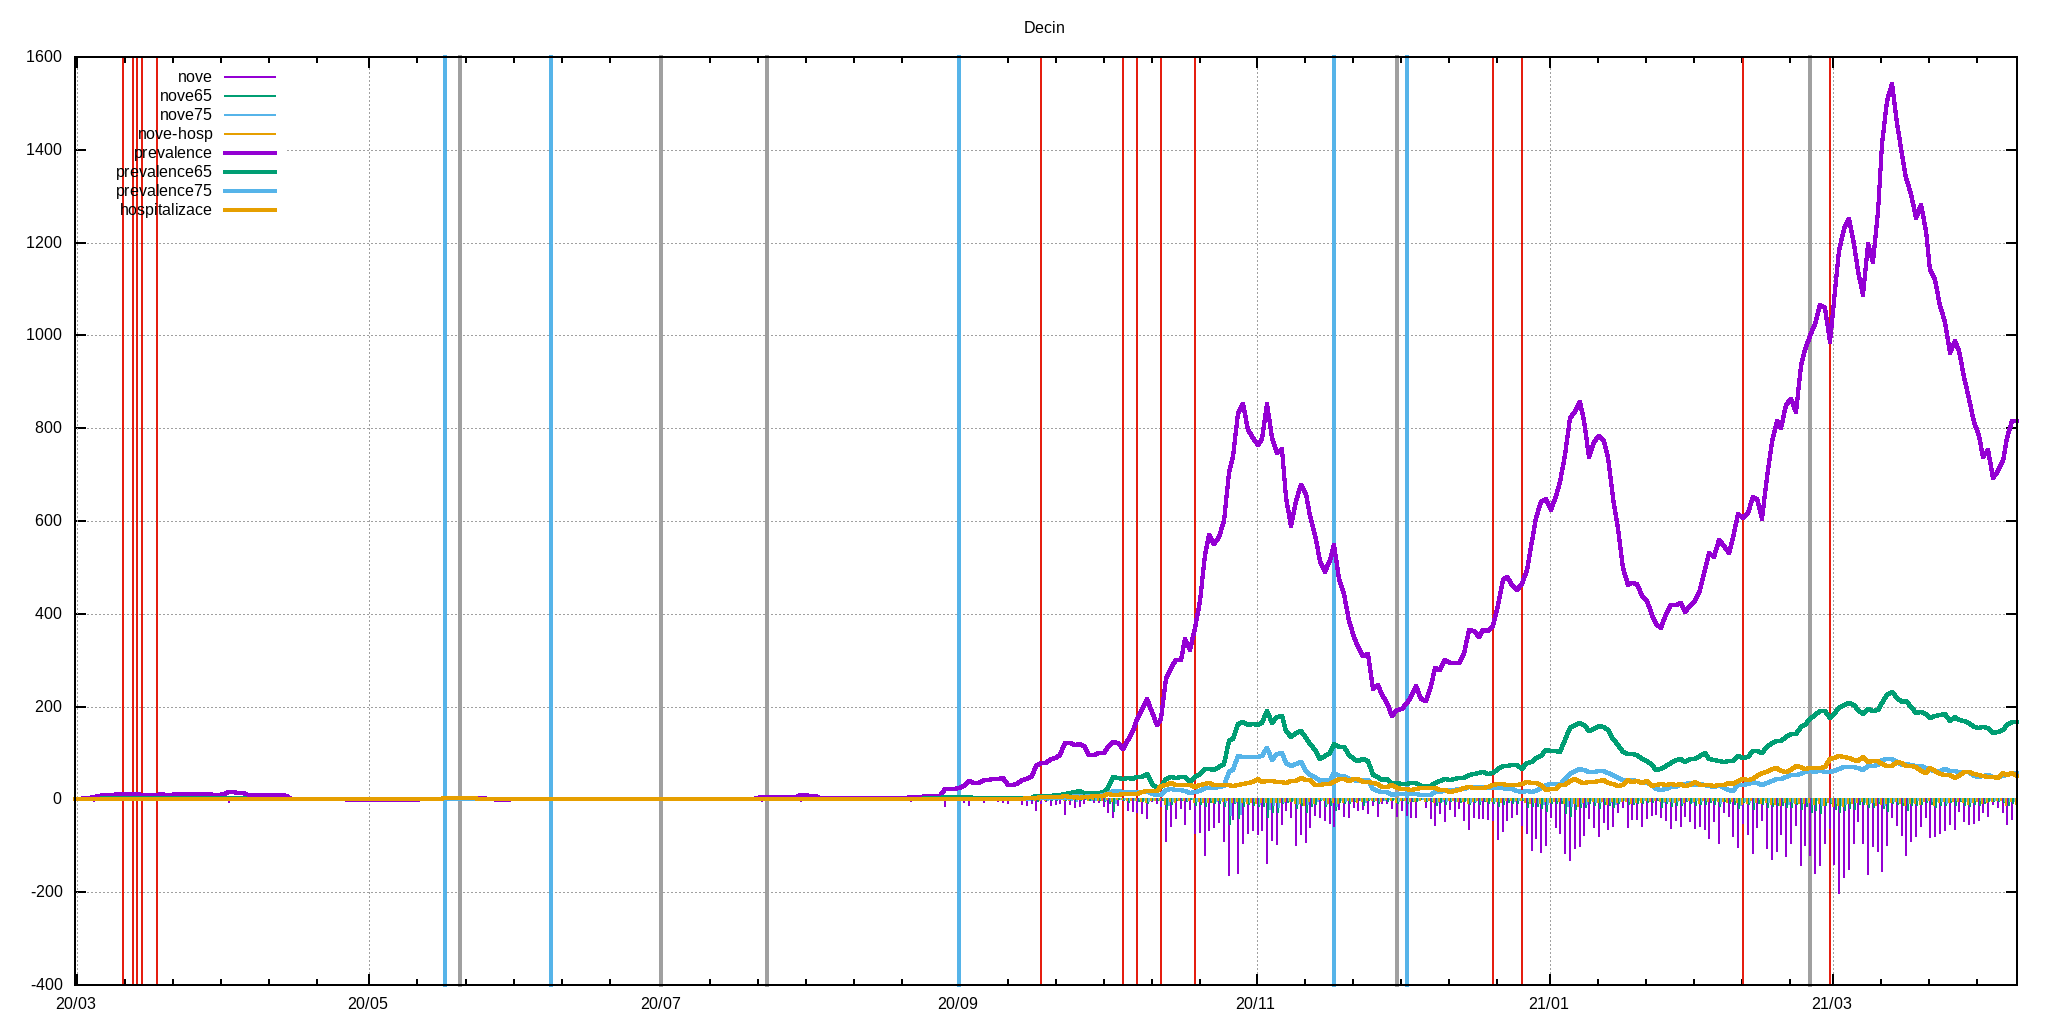 Decin
1600
1400
1200
1000
800
600
400
200
0
-200
-400
nove
nove65
nove75
nove-hosp
prevalence
prevalence65
prevalence75
hospitalizace
20/03 20/05 20/07 20/09 20/11 21/01 21/03